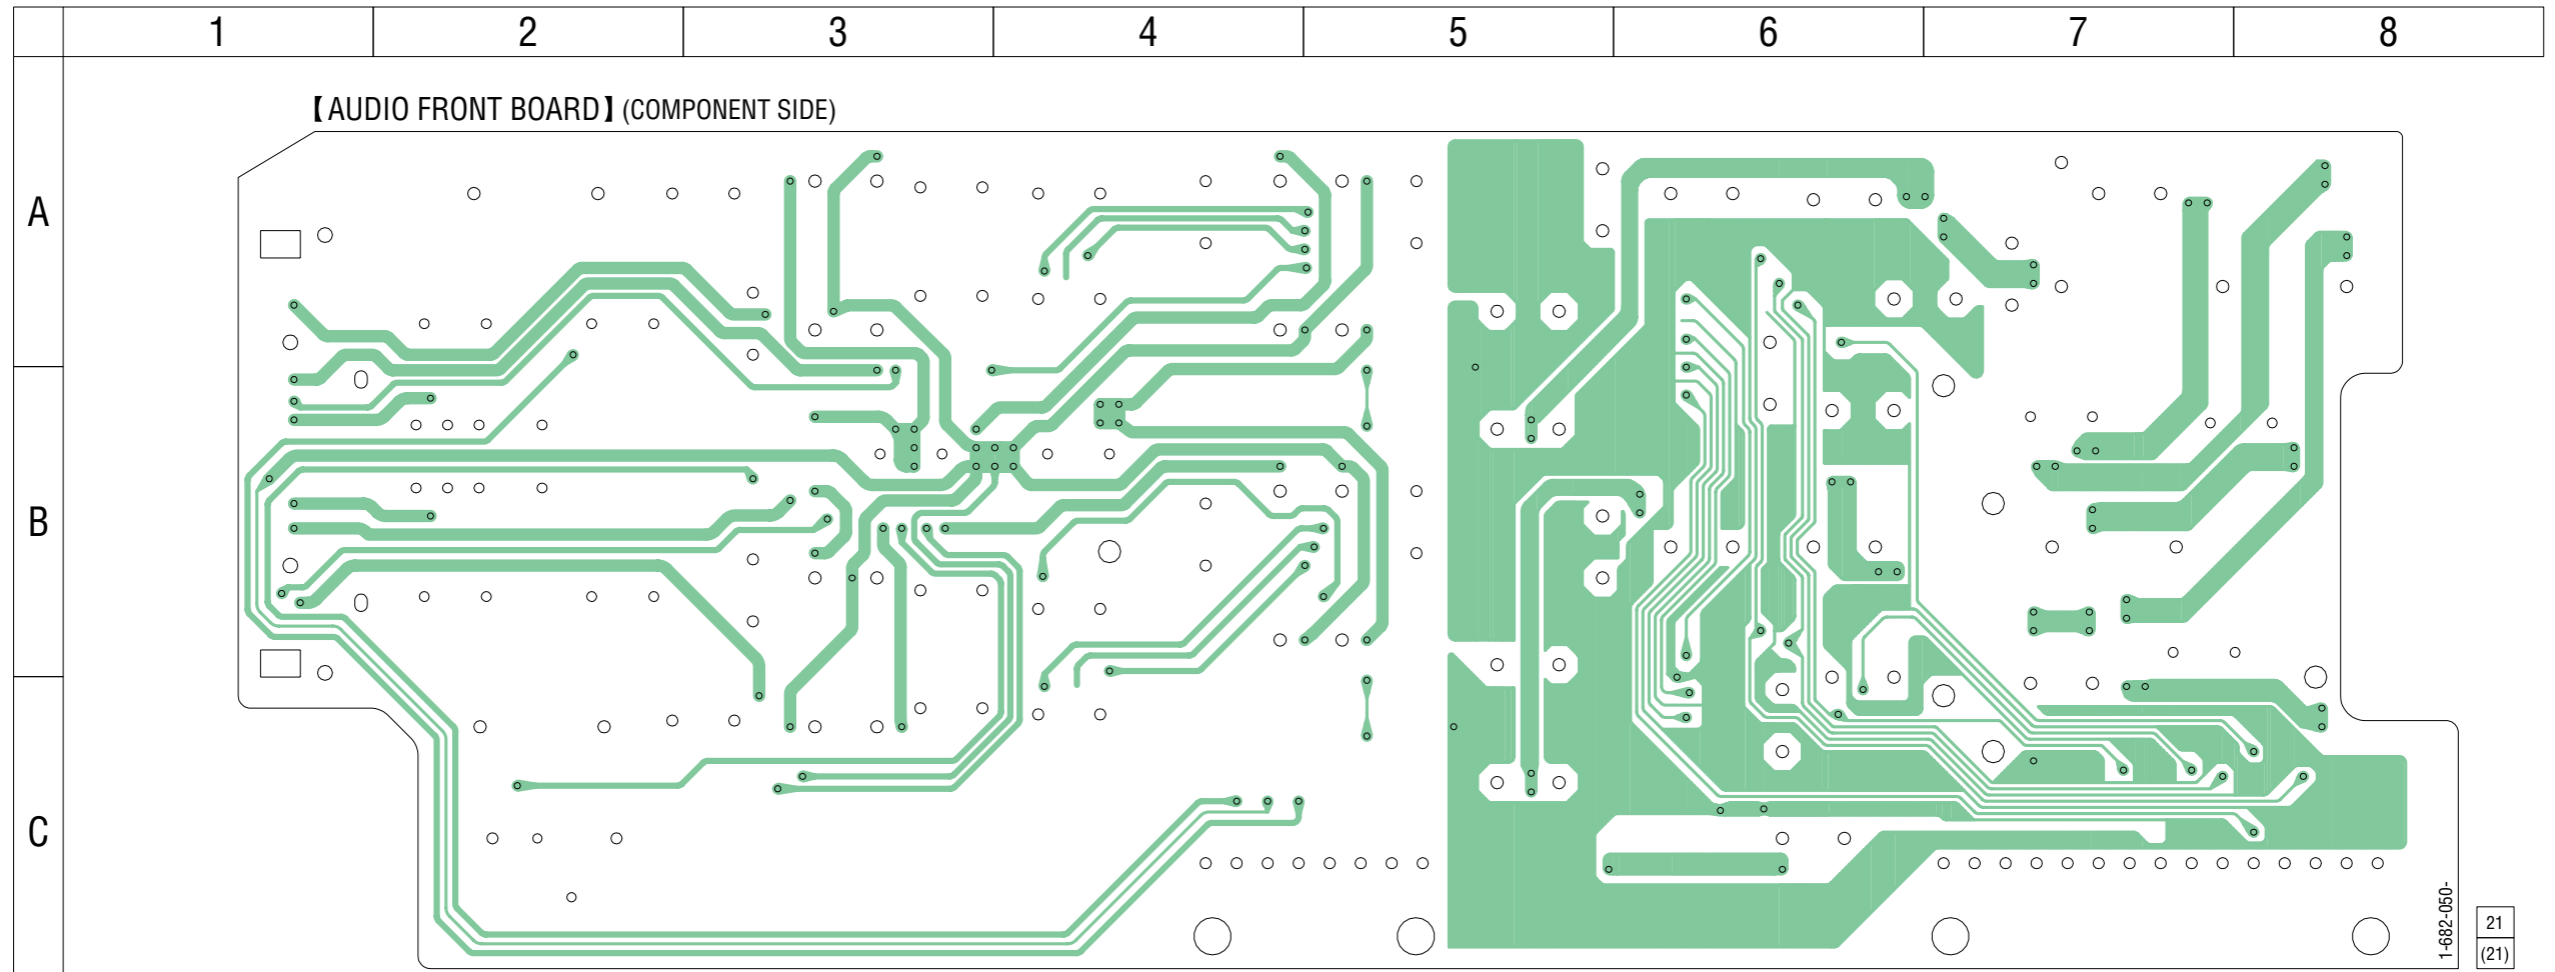 1 2 3 4 5 6 7 8
【AUDIO FRONT BOARD】 (COMPONENT SIDE)
A
B
C
1-682-050-
21
(21)